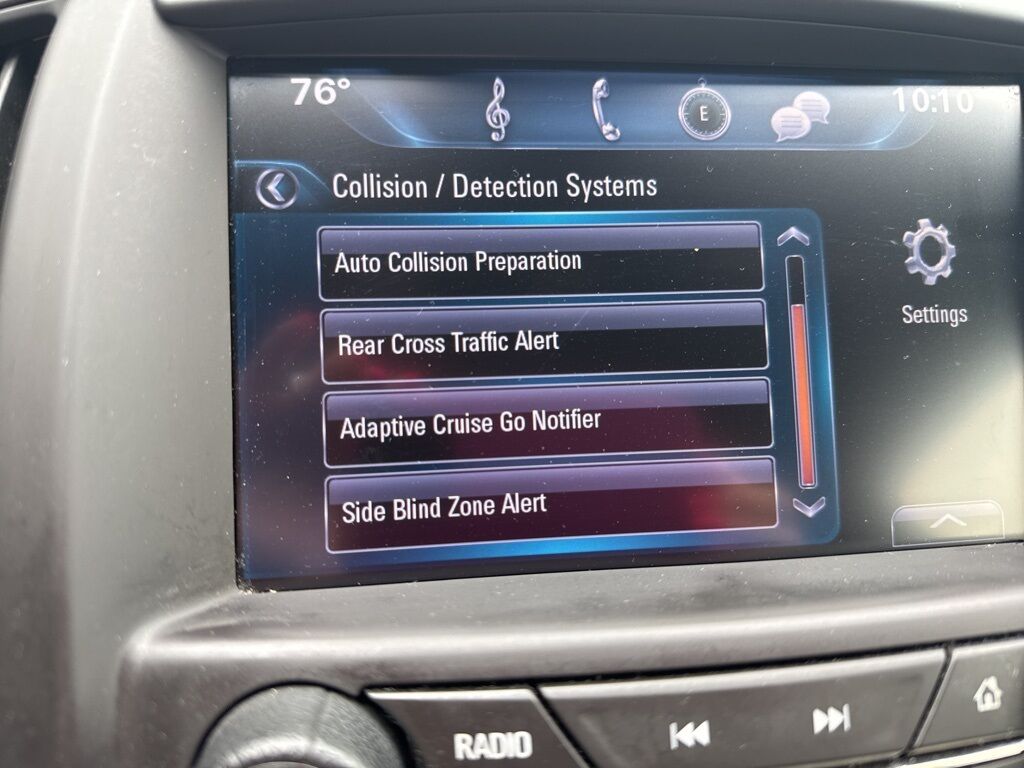 76°
E
10:10
Collision / Detection Systems
Auto Collision Preparation
Rear Cross Traffic Alert
Adaptive Cruise Go Notifier
Side Blind Zone Alert
Settings
RADIO